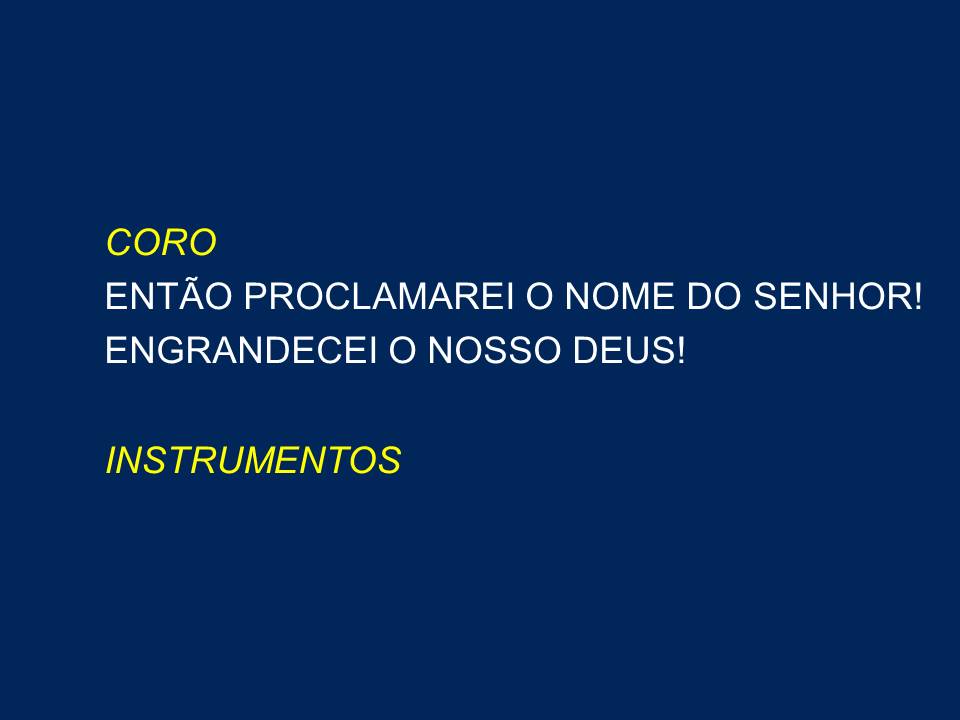 CORO
ENTÃO PROCLAMAREI O NOME DO SENHOR!
ENGRANDECEI O NOSSO DEUS!
INSTRUMENTOS